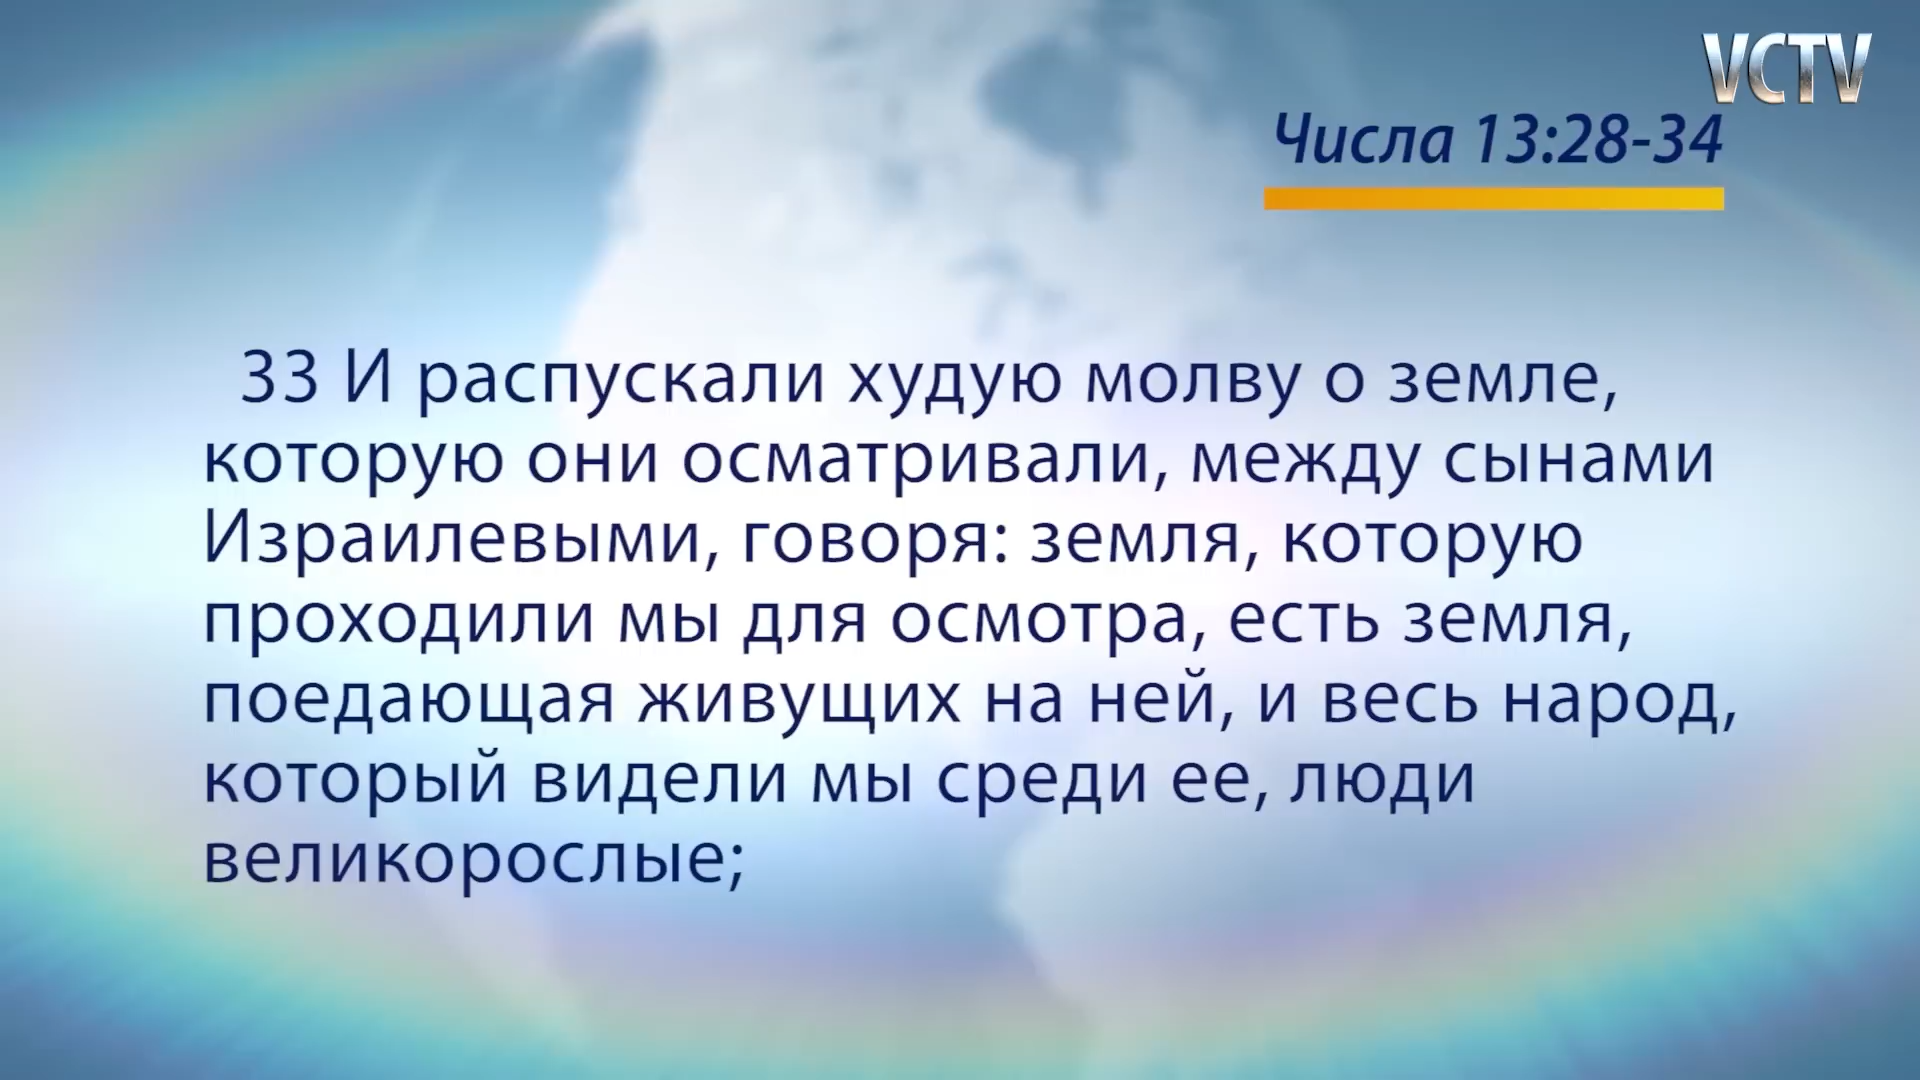 VCTV
Числа 13:28-34
33 И распускали худую молву о земле,
которую они осматривали, между сынами
Израилевыми, говоря: земля, которую
проходили мы для осмотра, есть земля,
поедающая живущих на ней, и весь народ,
который видели мы среди ее, люди
великорослые;